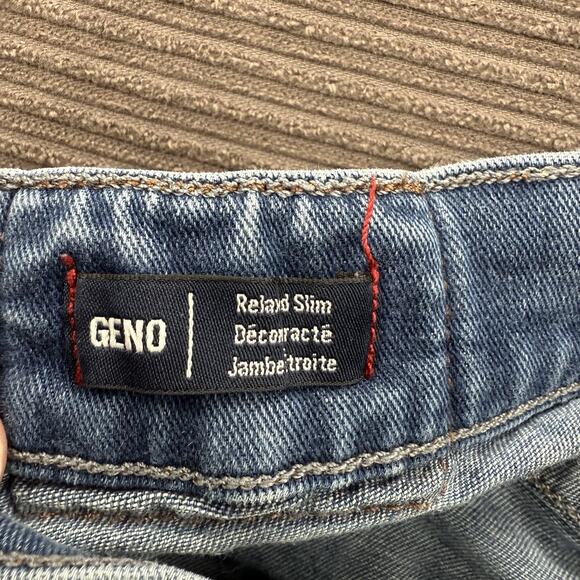 GENO
Relaxd Slim
Décontracté
Jambe étroite